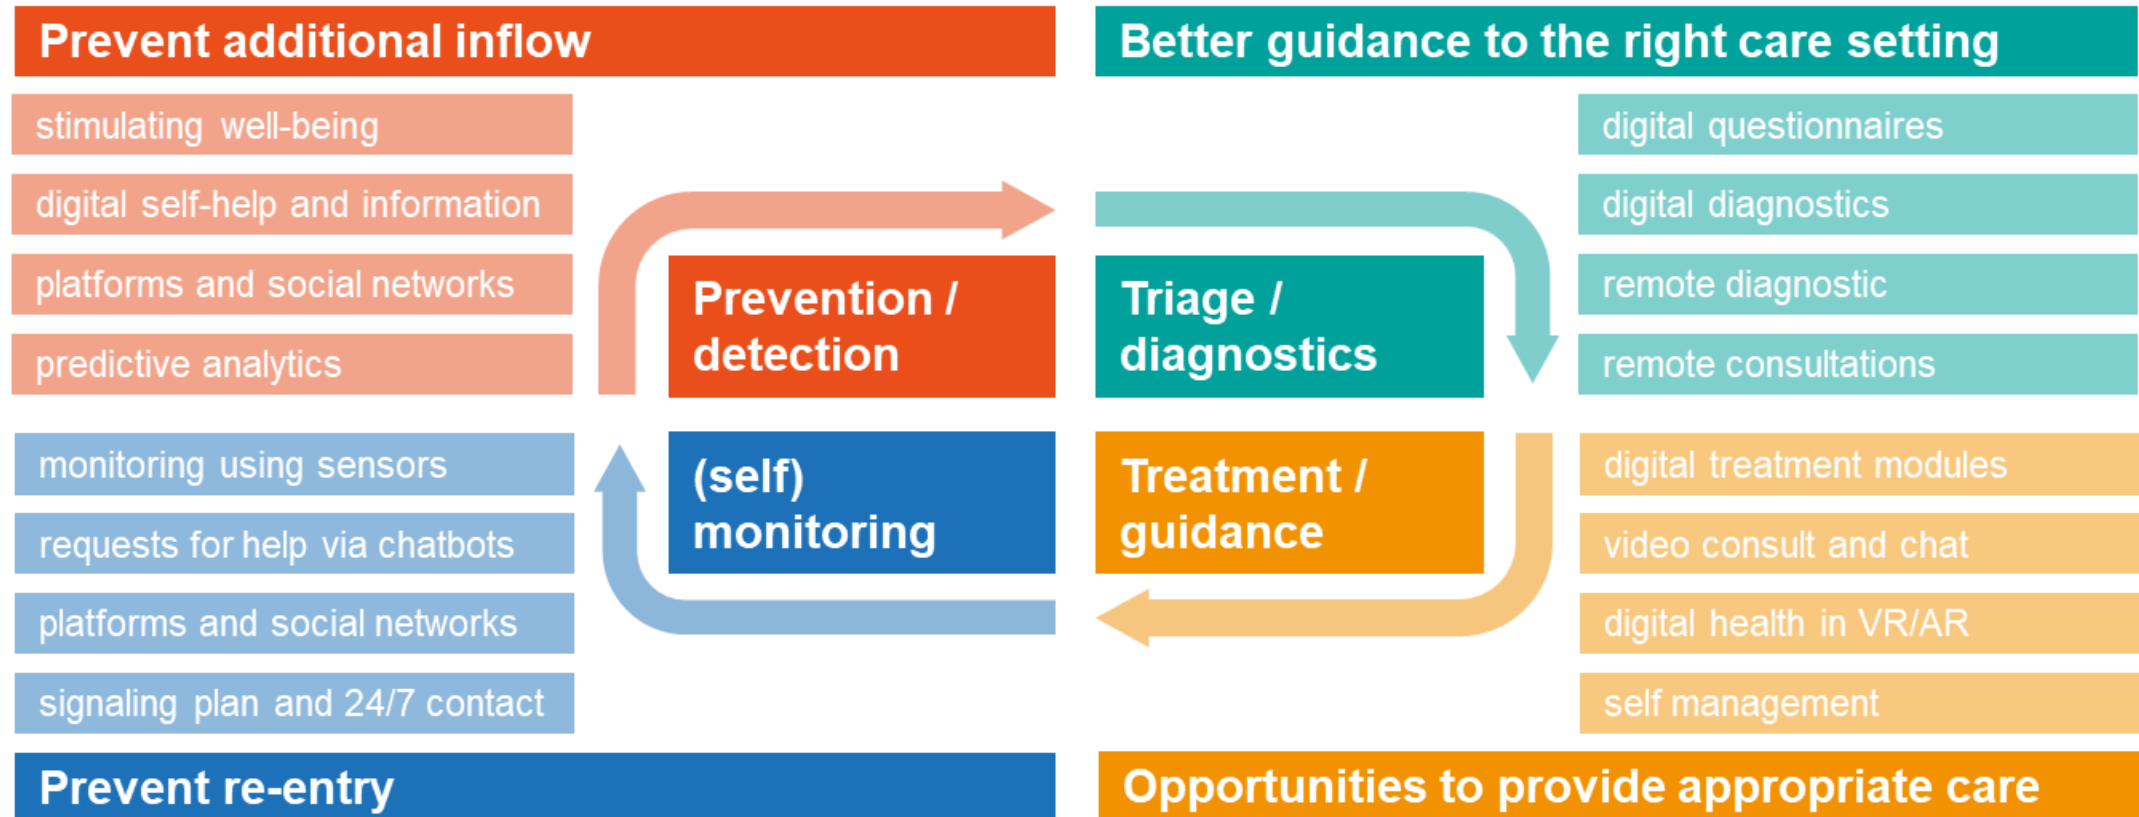 Prevent additional inflow
stimulating well-being
digital self-help and information
platforms and social networks
predictive analytics
Prevention /
detection
Better guidance to the right care setting
digital questionnaires
digital diagnostics
remote diagnostic
remote consultations
Triage /
diagnostics
monitoring using sensors
requests for help via chatbots
platforms and social networks
signaling plan and 24/7 contact
(self)
monitoring
Prevent re-entry
Treatment /
guidance
digital treatment modules
video consult and chat
digital health in VR/AR
self management
Opportunities to provide appropriate care